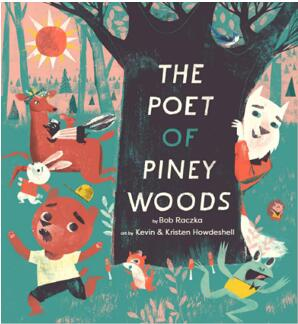 THE
POET
OF
PINEY
WOODS
by Bob Raczka
art by Kevin & Kristen Howdeshell